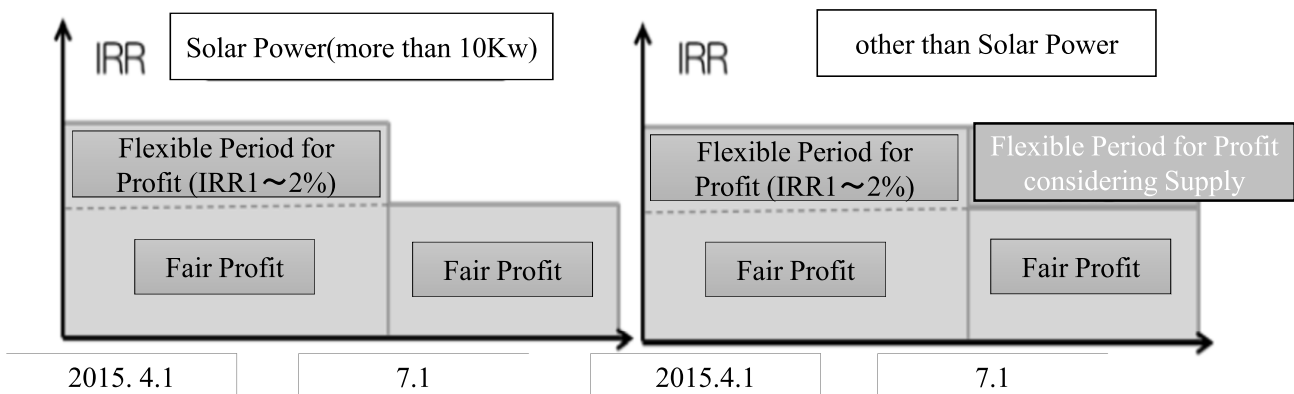 IRR
Solar Power(more than 10Kw)
Flexible Period for
Profit (IRR1～2%)
Fair Profit
Fair Profit
2015. 4.1
7.1
IRR
other than Solar Power
Flexible Period for
Profit (IRR1～2%)
Flexible Period for Profit
considering Supply
Fair Profit
Fair Profit
2015.4.1
7.1